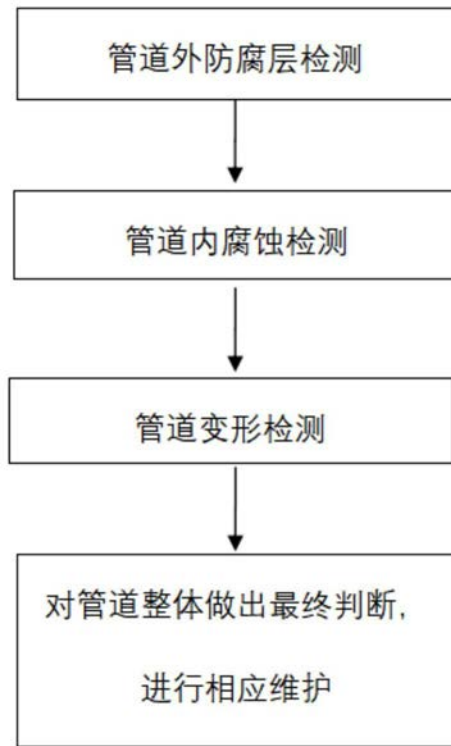 管道外防腐层检测
管道内腐蚀检测
管道变形检测
对管道整体做出最终判断,
进行相应维护